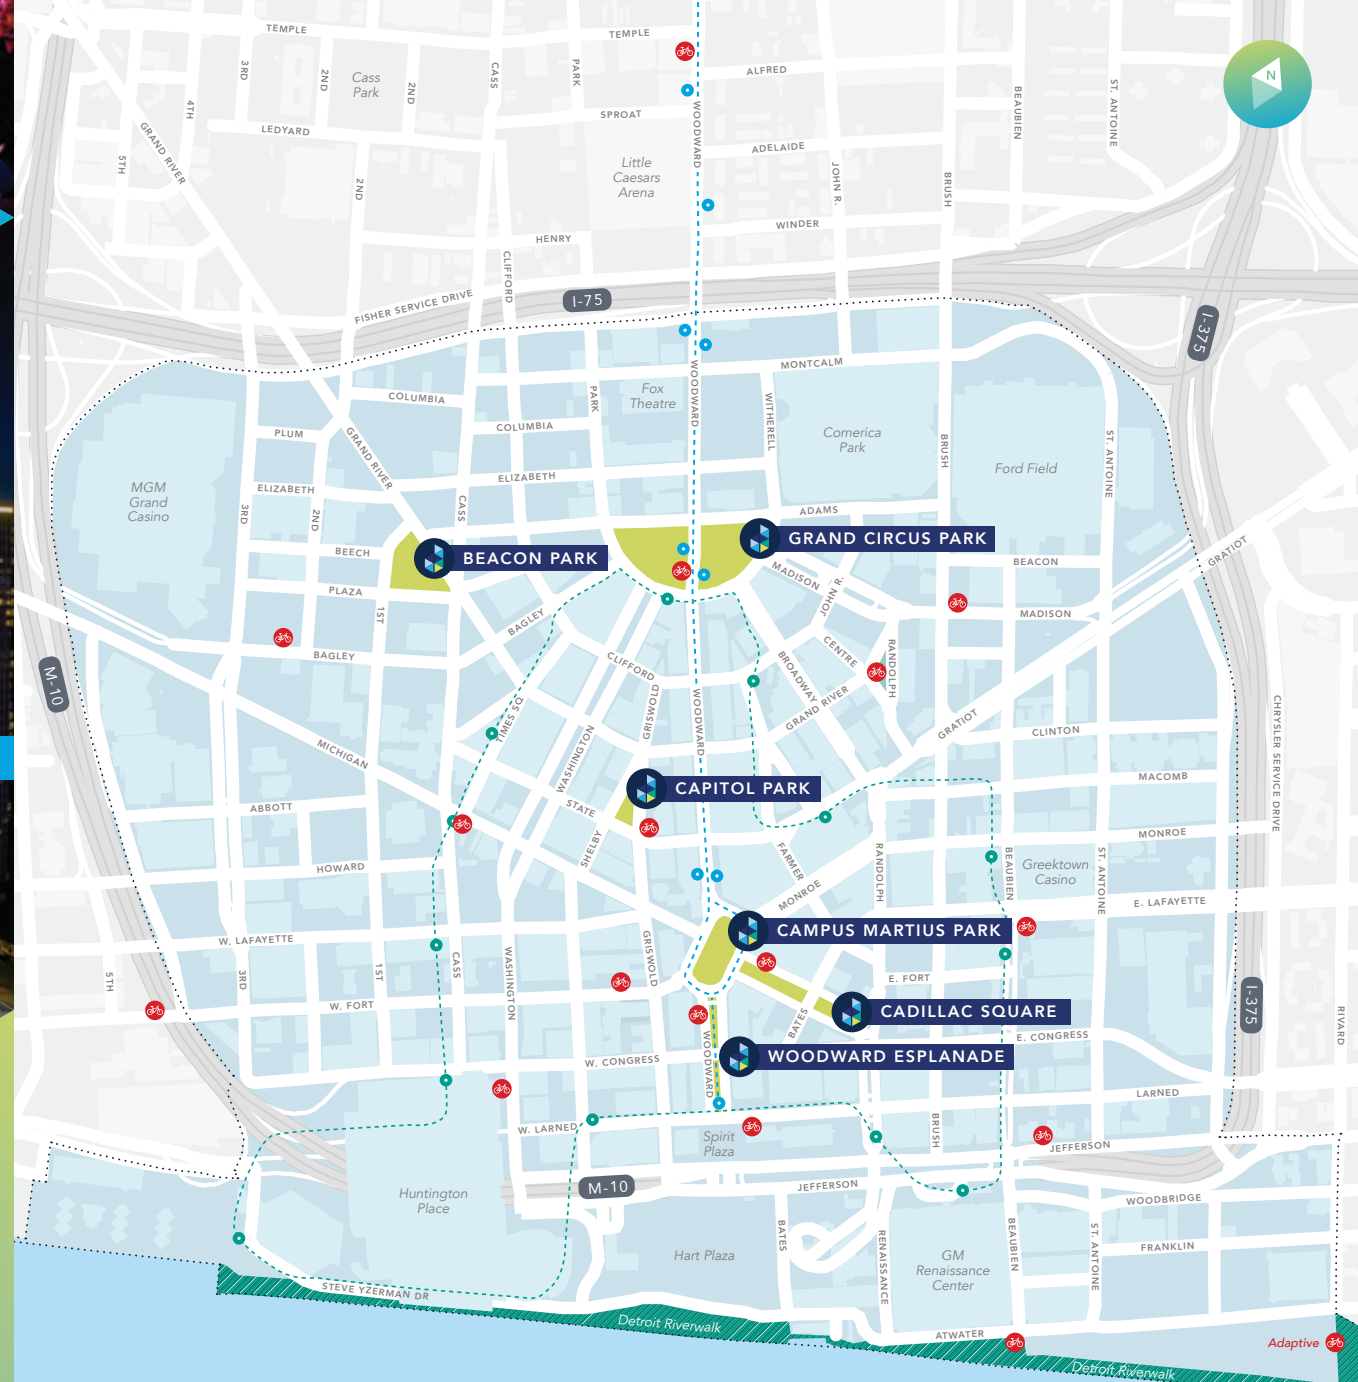 TEMPLE
TEMPLE
3RD
2ND
Cass
Park
2ND
CASS
PARK
ALFRED
ST. ANTOINE
N
4TH
GRAND RIVER
5TH
LEDYARD
SPROAT
WOODWARD
BEAUBIEN
ADELAIDE
2ND
Little
Caesars
Arena
JOHN R.
BRUSH
WINDER
HENRY
CLIFFORD
FISHER SERVICE DRIVE
I-75
I-375
MONTCALM
COLUMBIA
PARK
Fox
Theatre
WOODWARD
WITHERELL
PLUM
GRAND RIVER
COLUMBIA
Comerica
Park
BRUSH
ST. ANTOINE
Ford Field
ELIZABETH
ELIZABETH
MGM
Grand
Casino
3RD
2ND
CASS
ADAMS
BEECH
BEACON PARK
GRAND CIRCUS PARK
BEACON
GRATIOT
PLAZA
1ST
MADISON
JOHN R.
MADISON
BAGLEY
BAGLEY
CLIFFORD
CENTRE
RANDOLPH
BROADWAY
M-10
TIMES SQ
GRISWOLD
WOODWARD
GRAND RIVER
GRATIOT
CLINTON
CHRYSLER SERVICE DRIVE
MICHIGAN
WASHINGTON
CAPITOL PARK
MACOMB
ABBOTT
STATE
SHELBY
MONROE
HOWARD
FARMER
RANDOLPH
BEAUBIEN
Greektown
Casino
ST. ANTOINE
MONROE
E. LAFAYETTE
CAMPUS MARTIUS PARK
W. LAFAYETTE
5TH
3RD
1ST
CASS
WASHINGTON
GRISWOLD
E. FORT
W. FORT
CADILLAC SQUARE
BATES
I-375
RIVARD
E. CONGRESS
W. CONGRESS
WOODWARD
WOODWARD ESPLANADE
LARNED
W. LARNED
Spirit
Plaza
BRUSH
JEFFERSON
M-10
JEFFERSON
Huntington
Place
WOODBRIDGE
BATES
RENAISSANCE
BEAUBIEN
ST. ANTOINE
FRANKLIN
Hart Plaza
GM
Renaissance
Center
STEVE YZERMAN DR
Detroit Riverwalk
ATWATER
Adaptive
Detroit Riverwalk